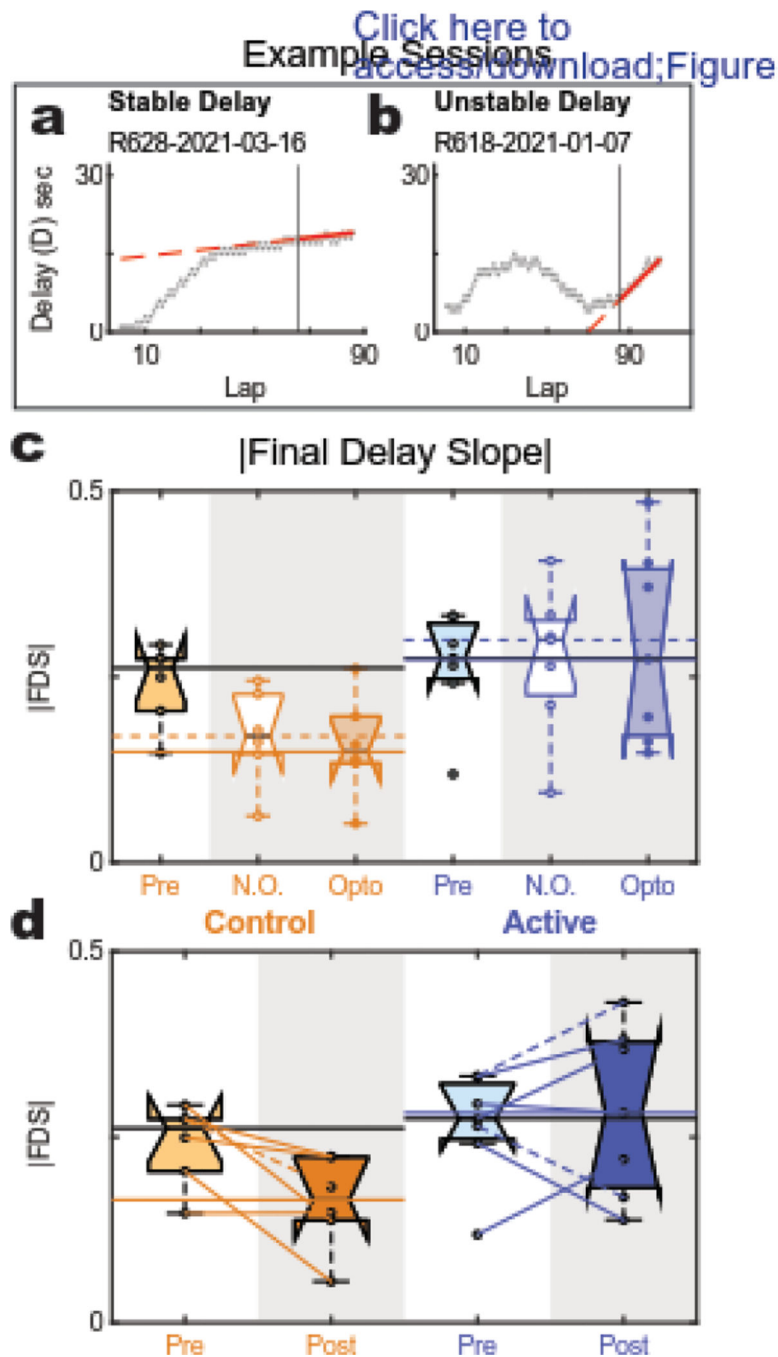 Click here to
access/download;Figure
Example Sessions
a
Stable Delay
R628-2021-03-16
30
Delay (D) sec
0
10
90
Lap
b
Unstable Delay
R618-2021-01-07
30
0
10
90
Lap
c
|Final Delay Slope|
0.5
|FDS|
0
Pre N.O. Opto Pre N.O. Opto
Control Active
d
0.5
|FDS|
0
Pre Post Pre Post